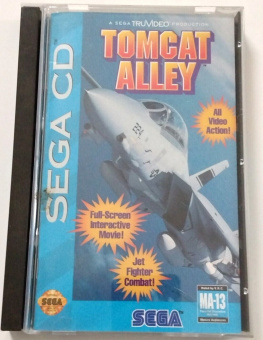 A SEGA TRUVIDEO PRODUCTION
TOMCAT
ALLEY
SEGA CD
All
Video
Action!
Full-Screen
Interactive
Movie!
Jet
Fighter
Combat!
SEGA
MA-13
SEGA